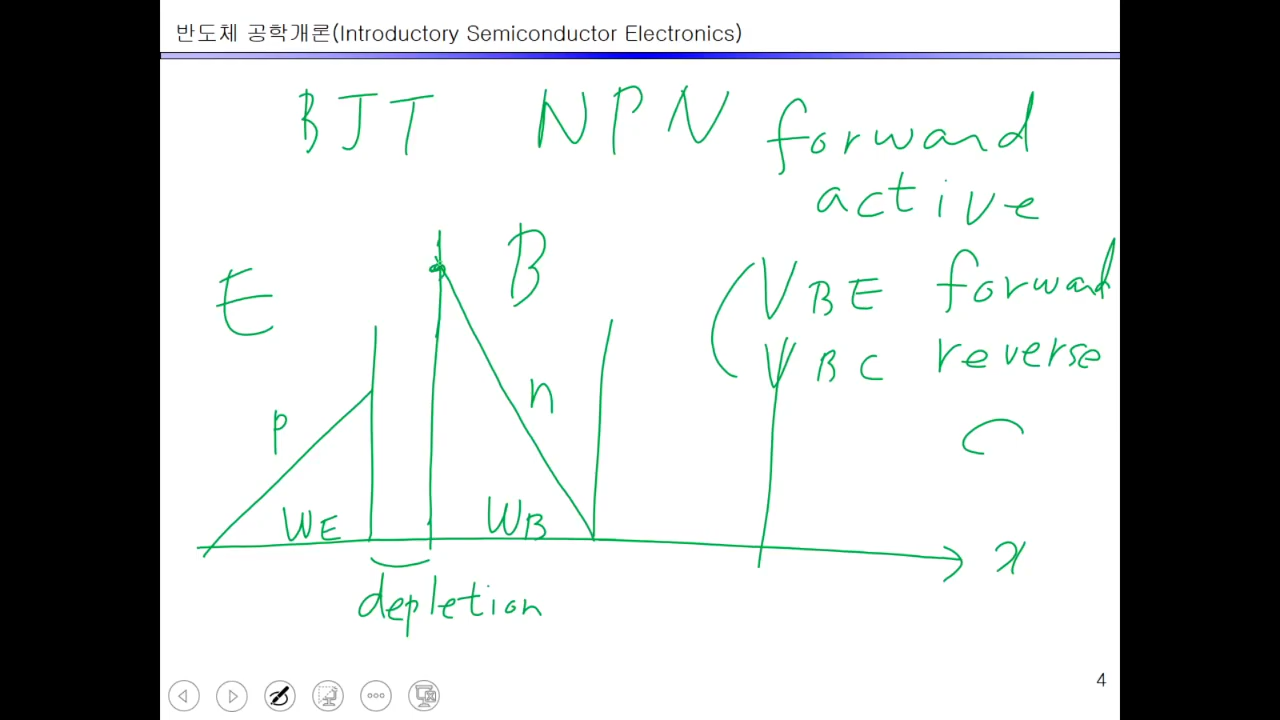 반도체 공학개론(Introductory Semiconductor Electronics)
BJT NPN forward
active
E B
VBE forward
VBC reverse
p n C
WE WB
x
depletion
4